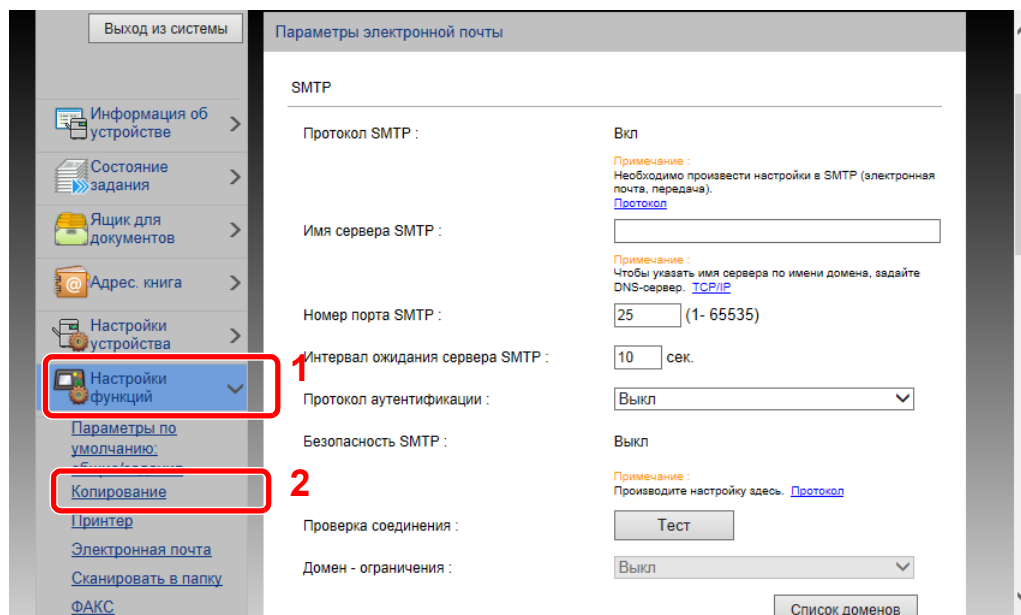 Выход из системы
Параметры электронной почты
SMTP
Информация об
устройстве
Состояние
задания
Ящик для
документов
Адрес. книга
Настройки
устройства
Настройки
функций
1
Параметры по
умолчанию:
общие/задания
Копирование
2
Принтер
Электронная почта
Сканировать в папку
ФАКС
Протокол SMTP :
Вкл
Примечание :
Необходимо произвести настройки в SMTP (электронная
почта, передача).
Протокол
Имя сервера SMTP :
Примечание :
Чтобы указать имя сервера по имени домена, задайте
DNS-сервер. TCP/IP
Номер порта SMTP :
25 (1- 65535)
Интервал ожидания сервера SMTP :
10 сек.
Протокол аутентификации :
Выкл
Безопасность SMTP :
Выкл
Примечание :
Производите настройку здесь. Протокол
Проверка соединения :
Тест
Домен - ограничения :
Выкл
Список доменов